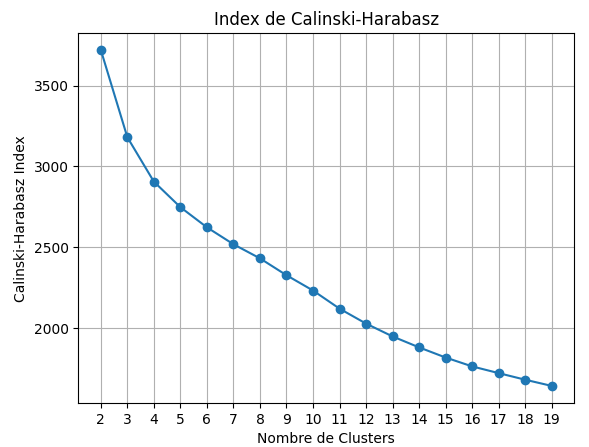 Index de Calinski-Harabasz
Calinski-Harabasz Index
3500
3000
2500
2000
2 3 4 5 6 7 8 9 10 11 12 13 14 15 16 17 18 19
Nombre de Clusters